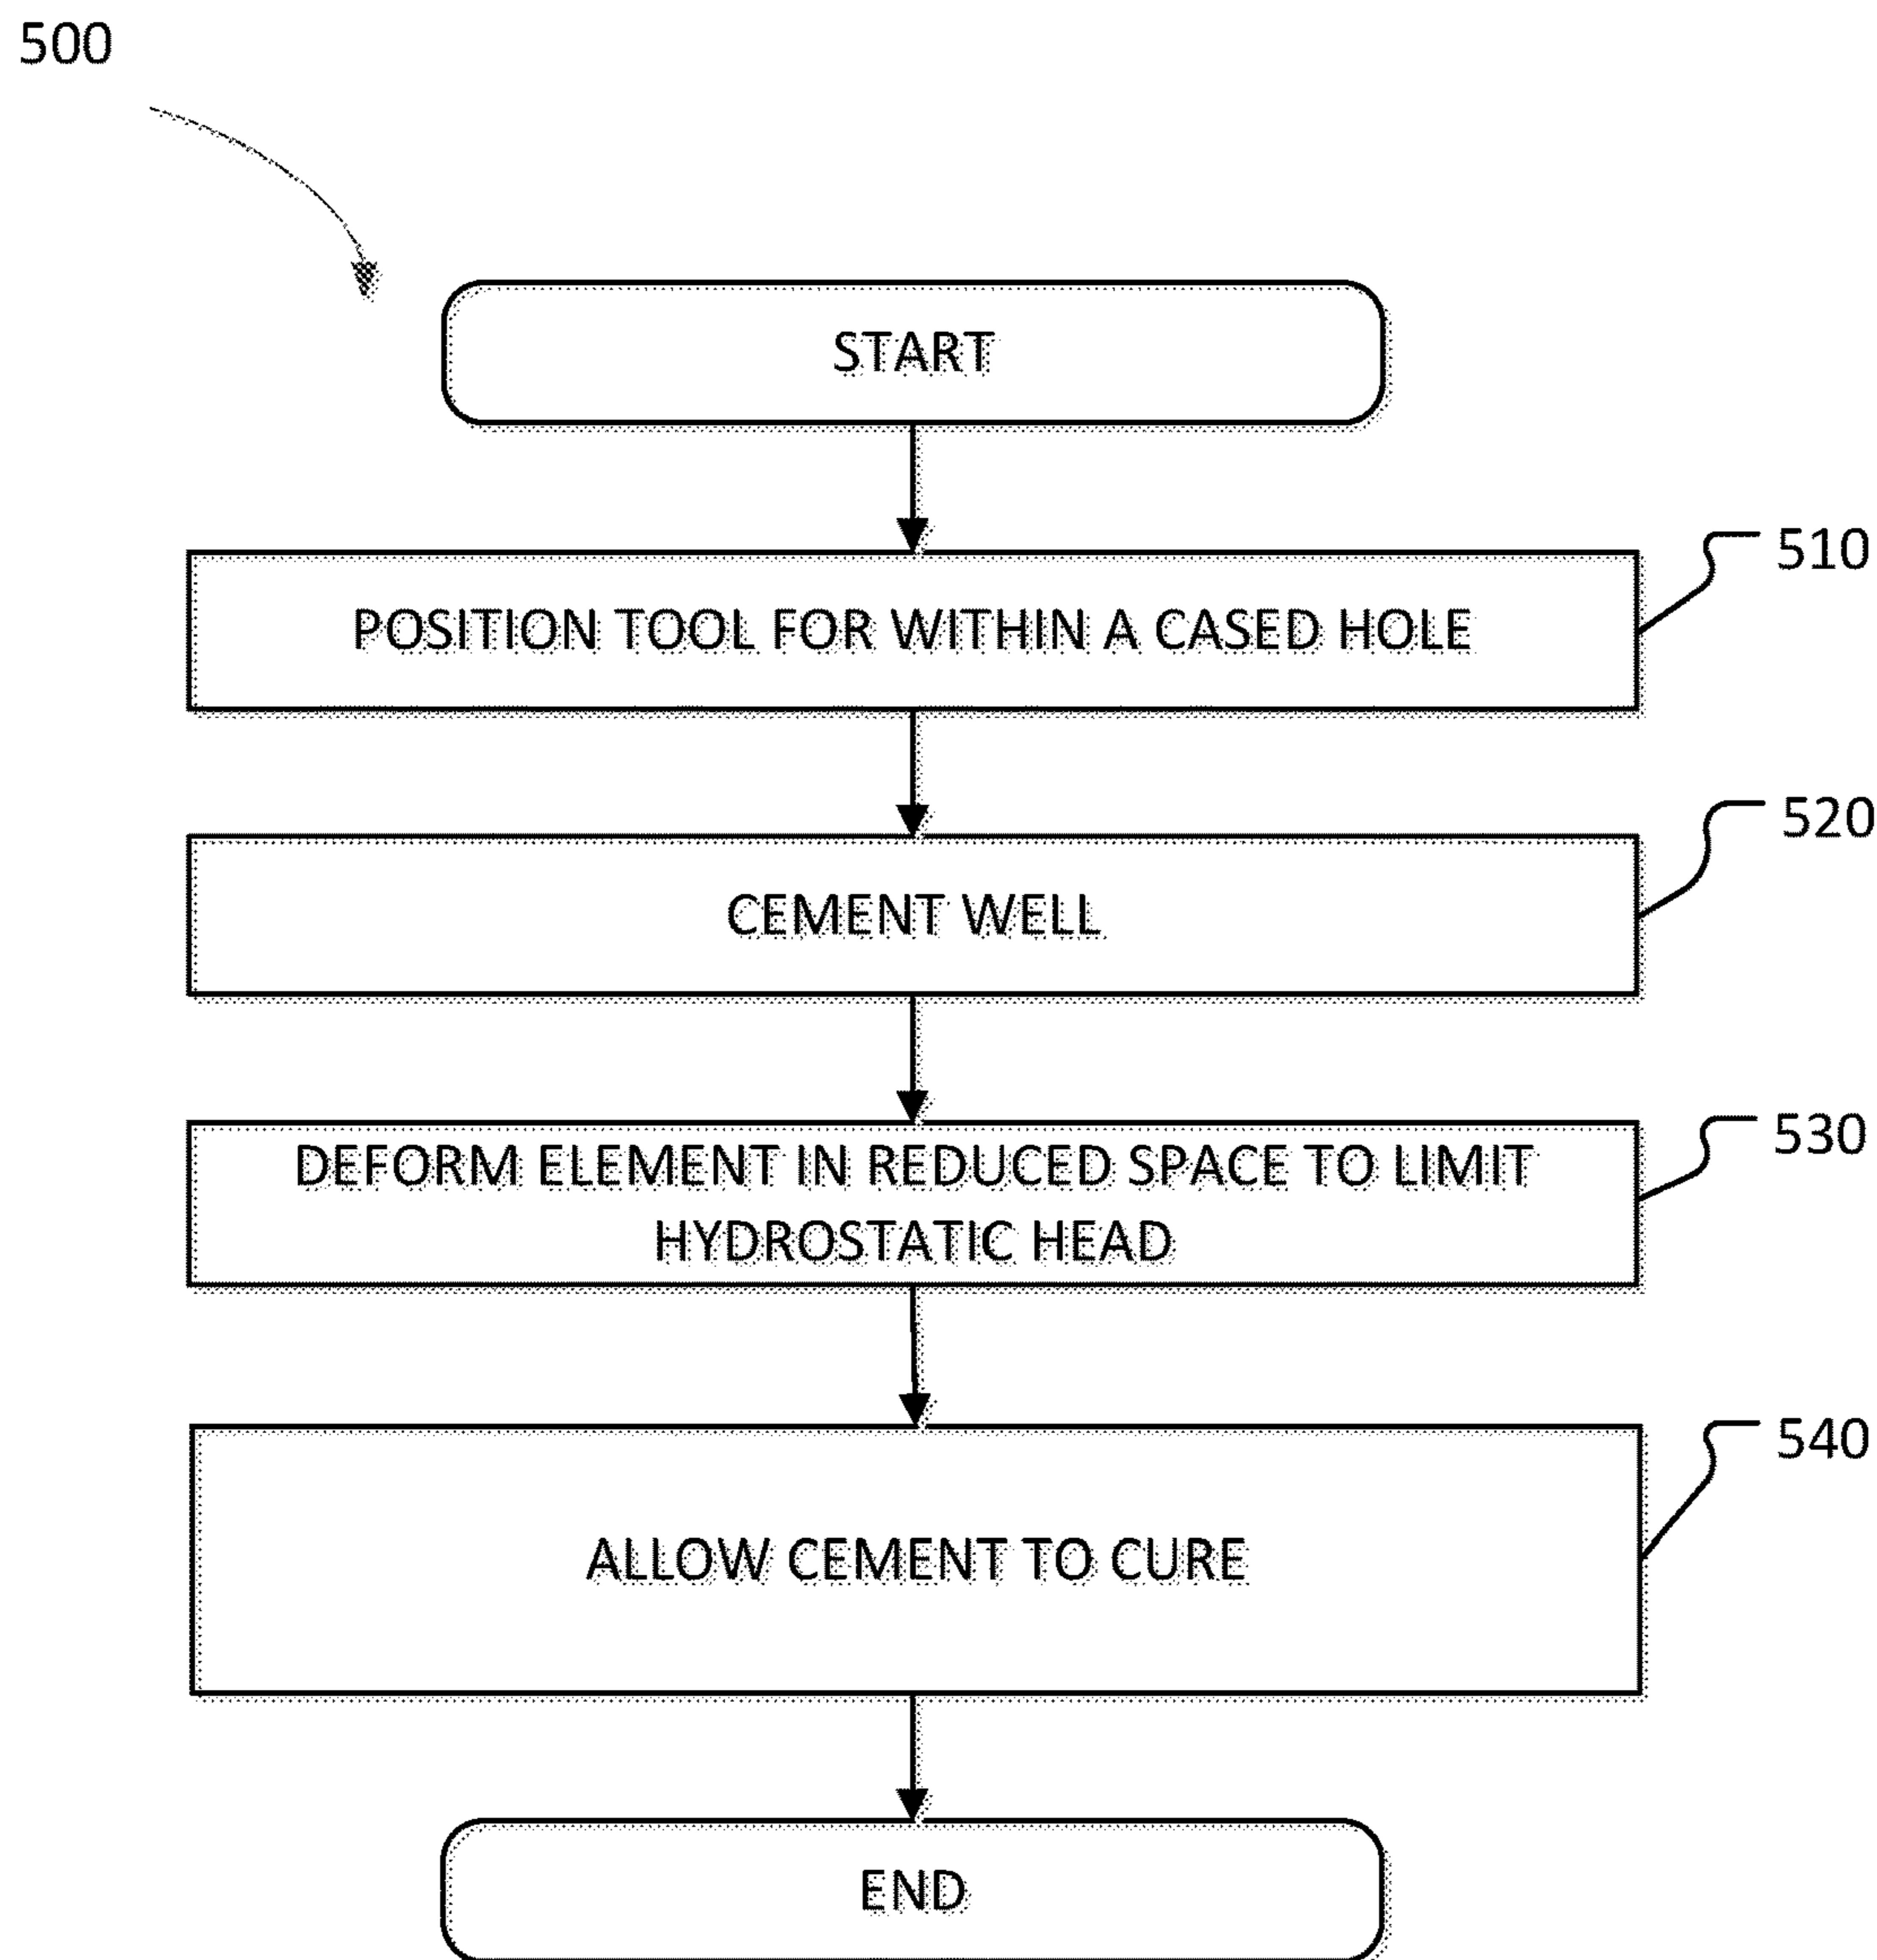 500
START
POSITION TOOL FOR WITHIN A CASED HOLE
510
CEMENT WELL
520
DEFORM ELEMENT IN REDUCED SPACE TO LIMIT
HYDROSTATIC HEAD
530
ALLOW CEMENT TO CURE
540
END